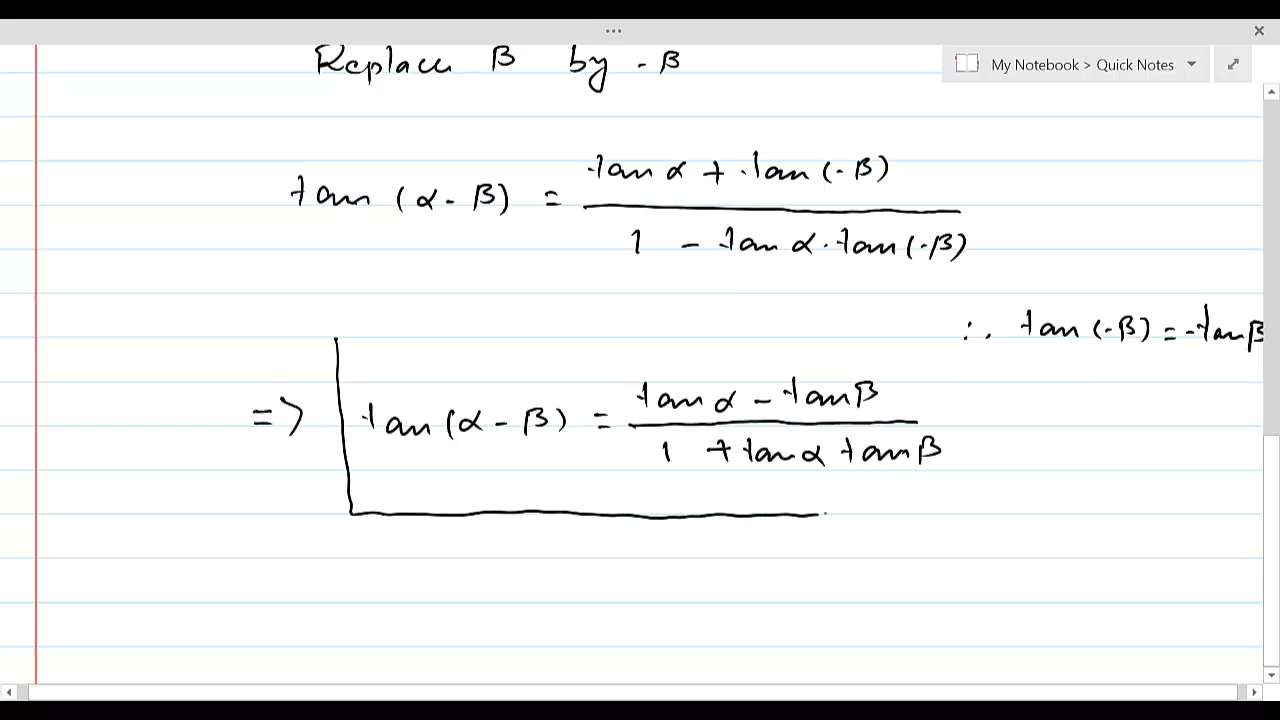 ...
×
Replace β by -β
My Notebook > Quick Notes
tan (α - β) = tan α + tan (-β)
1 - tan α . tan (-β)
∴ tan (-β) = -tan β
=> tan (α - β) = tan α - tan β
1 + tan α tan β